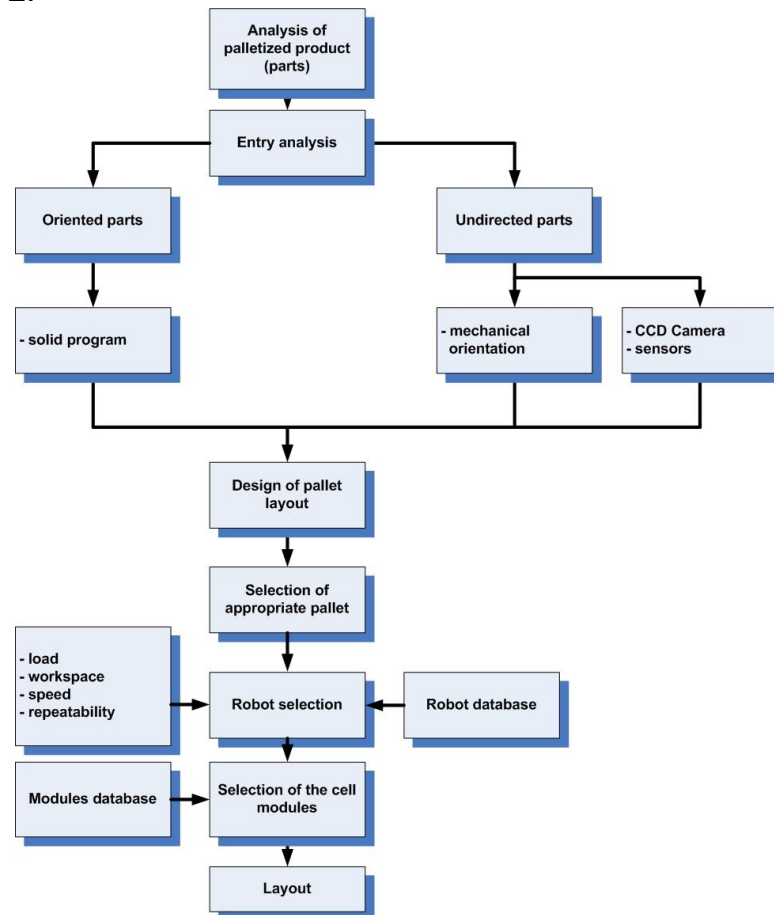 Analysis of
palletized product
(parts)
Entry analysis
Oriented parts
Undirected parts
- solid program
- mechanical
orientation
- CCD Camera
- sensors
Design of pallet
layout
Selection of
appropriate pallet
- load
- workspace
- speed
- repeatability
Robot selection
Robot database
Modules database
Selection of the cell
modules
Layout